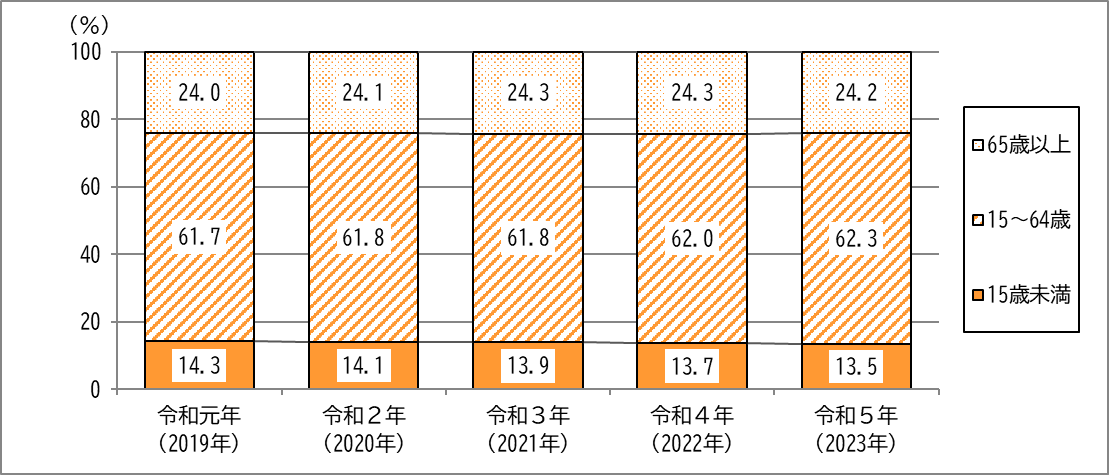 (%)
100
80
60
40
20
0
24.0
24.1
24.3
24.3
24.2
61.7
61.8
61.8
62.0
62.3
14.3
14.1
13.9
13.7
13.5
令和元年
(2019年)
令和２年
(2020年)
令和３年
(2021年)
令和４年
(2022年)
令和５年
(2023年)
65歳以上
15～64歳
15歳未満